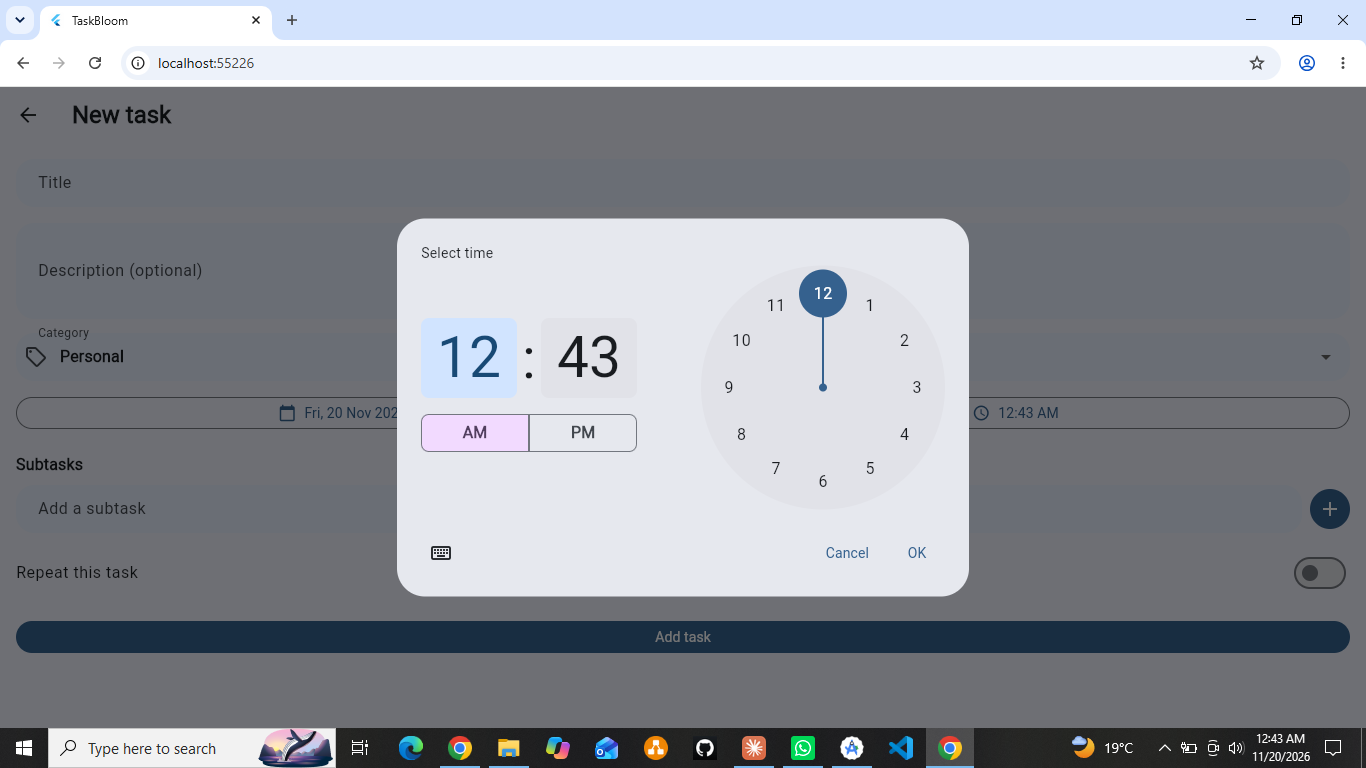 TaskBloom
localhost:55226
New task
Title
Description (optional)
Category
Personal
Fri, 20 Nov 202
12:43 AM
Subtasks
Add a subtask
Repeat this task
Add task
Select time
12 : 43
AM PM
12
1
2
3
4
5
6
7
8
9
10
11
Cancel OK
Type here to search
19°C
12:43 AM
11/20/2026